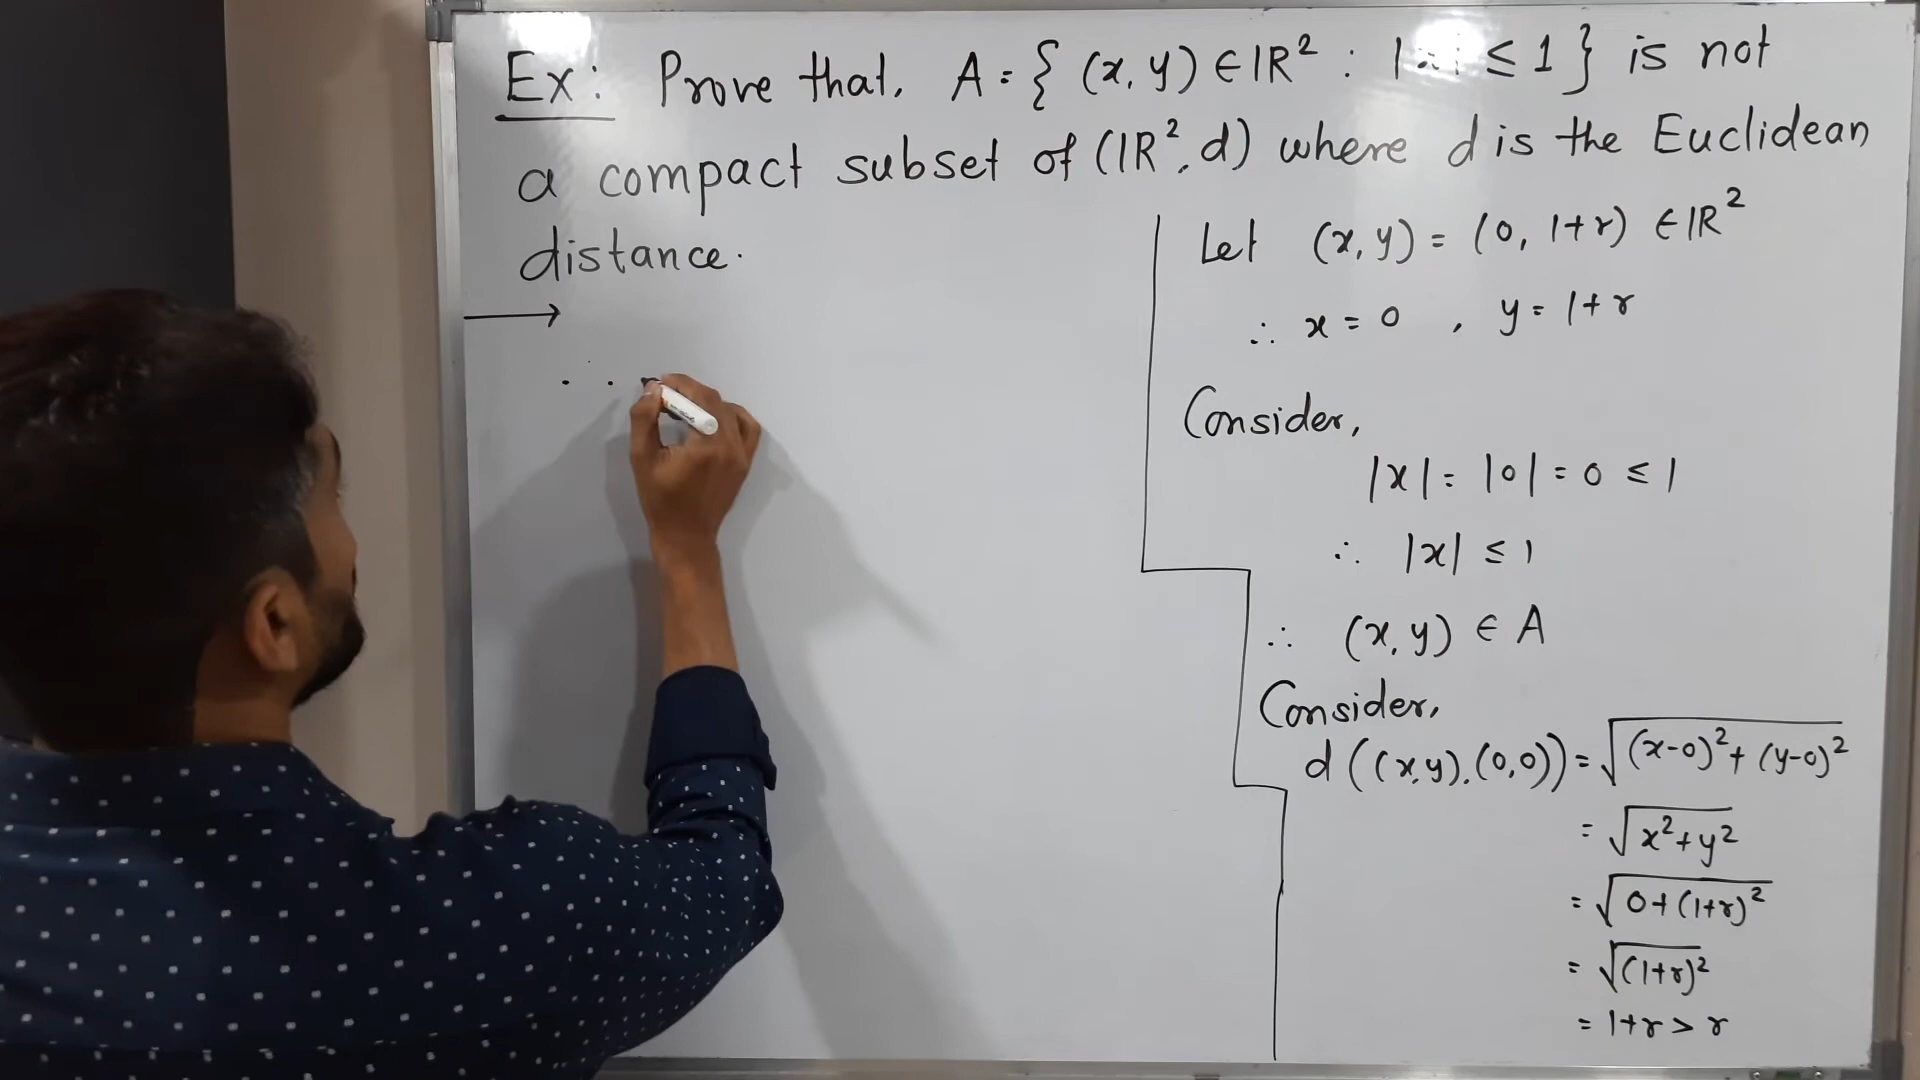 Ex: Prove that, A = { (x, y) ∈ IR² : | | ≤ 1 } is not
a compact subset of (IR², d) where d is the Euclidean
distance.
→
∴
Let (x, y) = (0, 1+r) ∈ IR²
∴ x = 0 , y = 1+r
Consider,
|x| = |0| = 0 ≤ 1
∴ |x| ≤ 1
∴ (x, y) ∈ A
Consider,
d((x,y),(0,0)) = √(x-0)²+(y-0)²
= √x²+y²
= √0+(1+r)²
= √(1+r)²
= 1+r > r